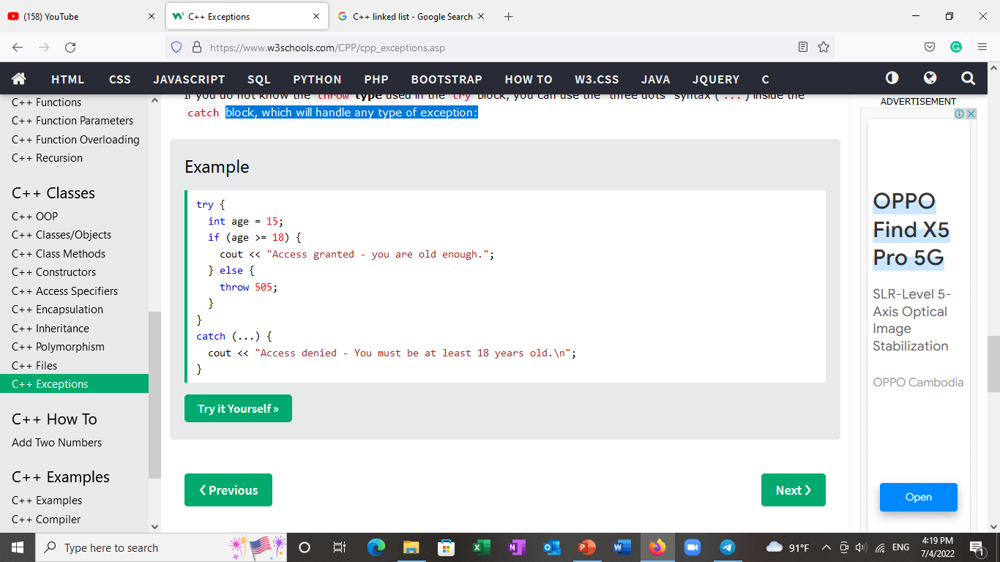 (158) YouTube
C++ Exceptions
C++ linked list - Google Search
https://www.w3schools.com/CPP/cpp_exceptions.asp
HTML CSS JAVASCRIPT SQL PYTHON PHP BOOTSTRAP HOW TO W3.CSS JAVA JQUERY C
C++ Functions
C++ Function Parameters
C++ Function Overloading
C++ Recursion
C++ Classes
C++ OOP
C++ Classes/Objects
C++ Class Methods
C++ Constructors
C++ Access Specifiers
C++ Encapsulation
C++ Inheritance
C++ Polymorphism
C++ Files
C++ Exceptions
C++ How To
Add Two Numbers
C++ Examples
C++ Examples
C++ Compiler
If you do not know the throw type used in the try block, you can use the "three dots" syntax (...) inside the
catch block, which will handle any type of exception:
Example
try {
int age = 15;
if (age >= 18) {
cout << "Access granted - you are old enough.";
} else {
throw 505;
}
}
catch (...) {
cout << "Access denied - You must be at least 18 years old.\n";
}
Try it Yourself »
❮ Previous
Next ❯
ADVERTISEMENT
OPPO
Find X5
Pro 5G
SLR-Level 5-
Axis Optical
Image
Stabilization
OPPO Cambodia
Open
Type here to search
91°F
ENG
4:19 PM
7/4/2022
1